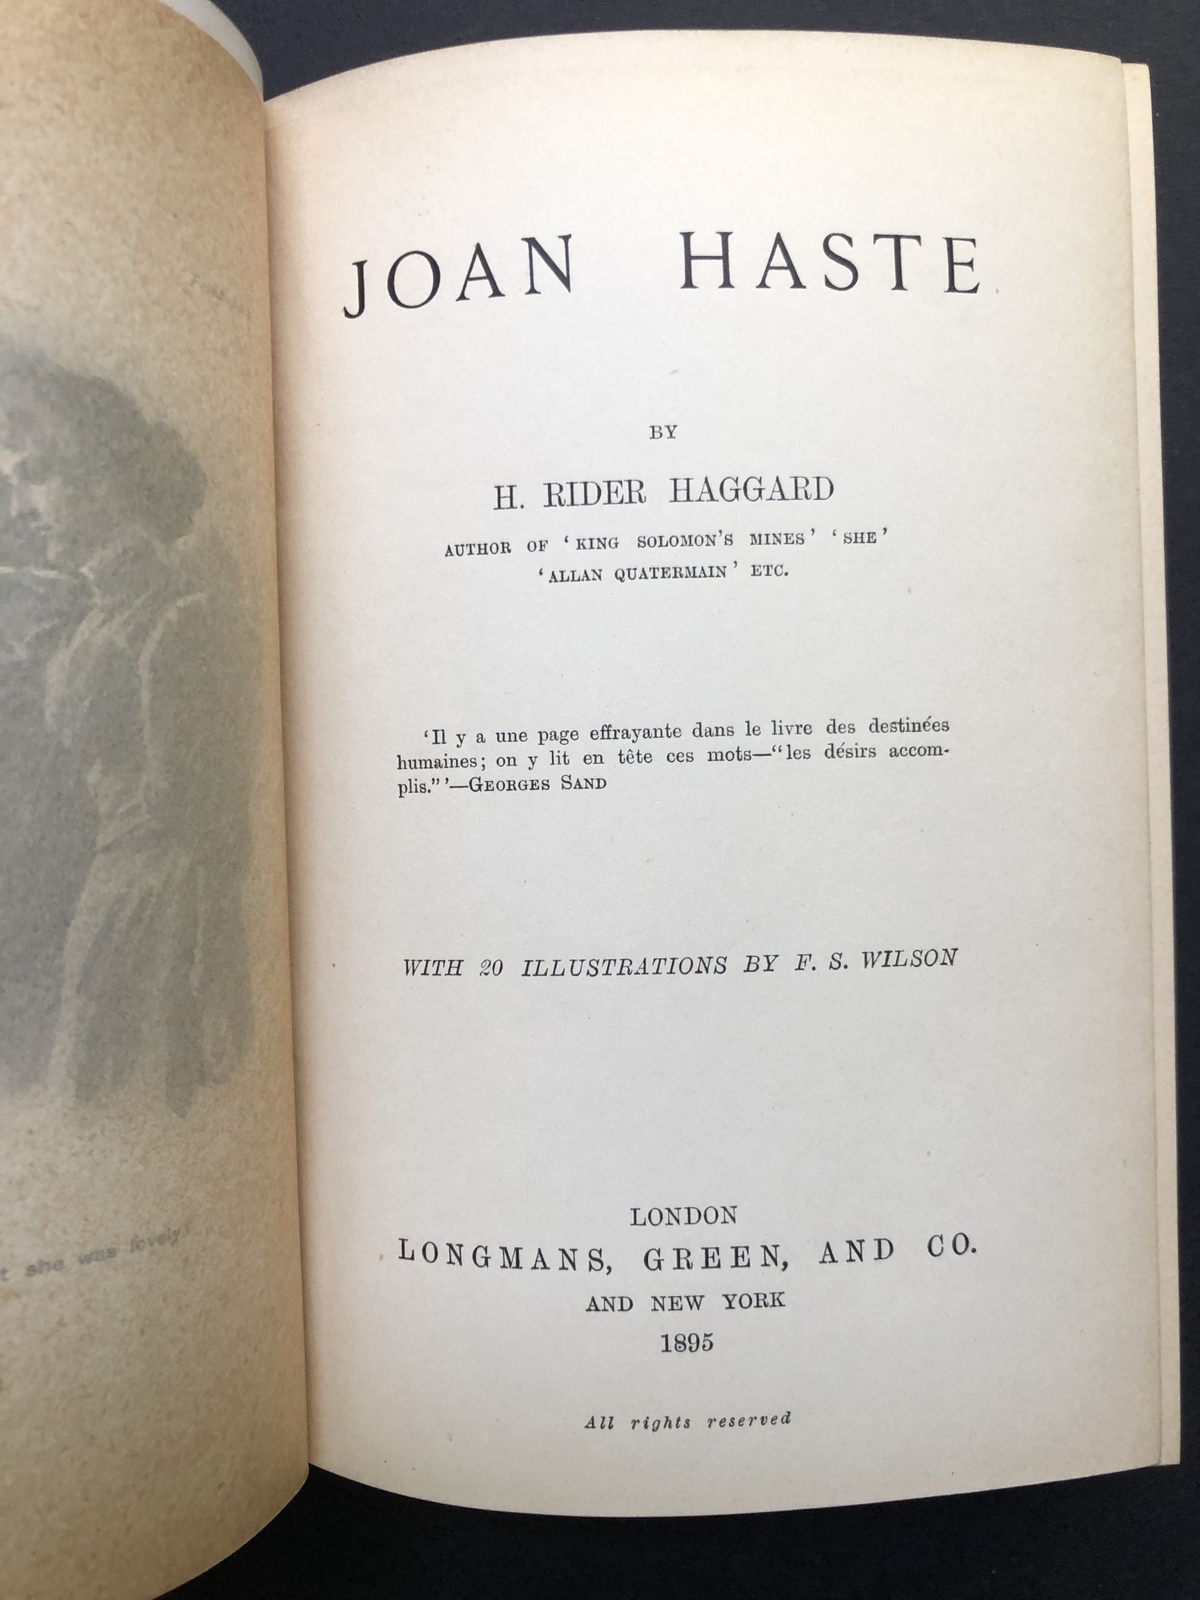 t she was lovely.'
JOAN HASTE
BY
H. RIDER HAGGARD
AUTHOR OF ‘KING SOLOMON’S MINES’ ‘SHE’
‘ALLAN QUATERMAIN’ ETC.
‘Il y a une page effrayante dans le livre des destinées
humaines; on y lit en tête ces mots—“les désirs accom-
plis.”’—GEORGES SAND
WITH 20 ILLUSTRATIONS BY F. S. WILSON
LONDON
LONGMANS, GREEN, AND CO.
AND NEW YORK
1895
All rights reserved